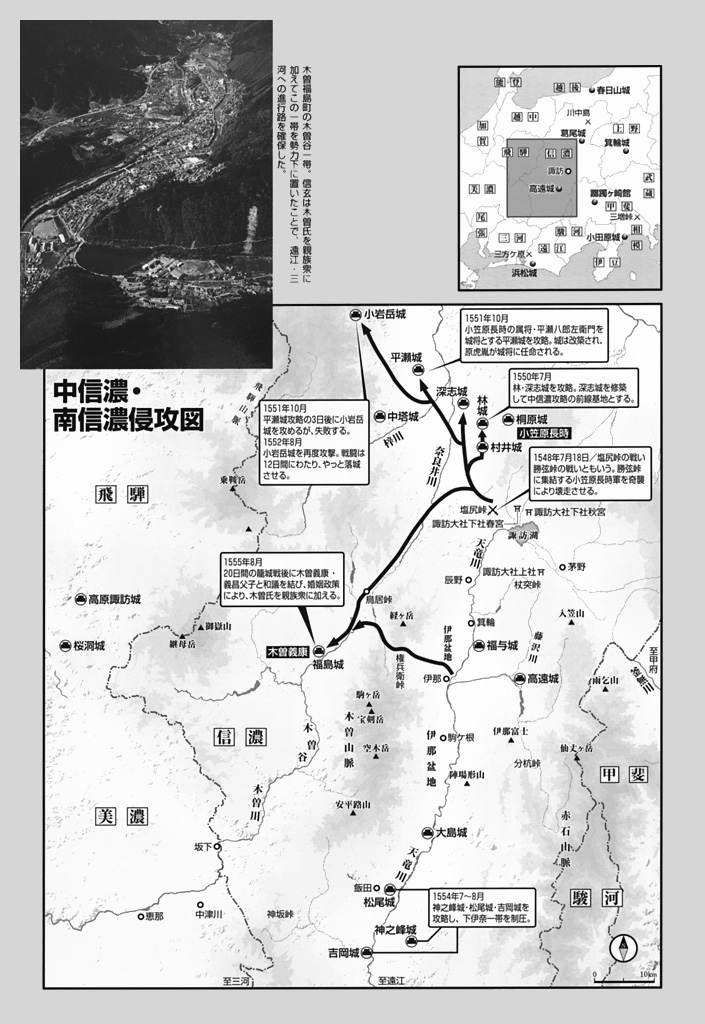 木曽福島町の木曽谷一帯。信玄は木曽氏を親族衆に
加えてこの一帯を勢力下に置いたことで、遠江・三
河への進行路を確保した。
能登
越後
春日山城
越中
川中島
加賀
葛尾城
上野
箕輪城
飛騨
信濃
諏訪
武蔵
美濃
高遠城
躑躅ヶ崎館
甲斐
三増峠
尾張
三河
遠江
駿河
小田原城
相模
三方ケ原
伊豆
浜松城
中信濃・
南信濃侵攻図
小岩岳城
1551年10月
小笠原長時の属将・平瀬八郎左衛門を
城将とする平瀬城を攻略。城は改築され、
原虎胤が城将に任命される。
平瀬城
1550年7月
林・深志城を攻略。深志城を修築
して中信濃攻略の前線基地とする。
深志城
林城
桐原城
小笠原長時
村井城
1551年10月
平瀬城攻略の3日後に小岩岳
城を攻めるが、失敗する。
1552年8月
小岩岳城を再度攻撃。戦闘は
12日間にわたり、やっと落城
させる。
中塔城
梓川
奈良井川
1548年7月18日／塩尻峠の戦い
勝弦峠の戦いともいう。勝弦峠
に集結する小笠原長時軍を奇襲
により壊走させる。
飛騨山脈
飛騨
乗鞍岳
塩尻峠
諏訪大社下社秋宮
諏訪大社下社春宮
諏訪湖
天竜川
諏訪大社上社
茅野
杖突峠
辰野
1555年8月
20日間の籠城戦後に木曽義康・
義昌父子と和議を結び、婚姻政策
により、木曽氏を親族衆に加える。
鳥居峠
高原諏訪城
経ヶ岳
箕輪
入笠山
御嶽山
継母岳
桜洞城
木曽義康
福島城
権兵衛峠
伊那盆地
福与城
藤沢川
至甲府
釜無川
伊那
高遠城
雨乞山
駒ヶ岳
宝剣岳
木曽山脈
空木岳
信濃
木曽谷
伊那盆地
駒ケ根
伊那富士
仙丈ヶ岳
分杭峠
甲斐
陣場形山
木曽川
安平路山
美濃
赤石山脈
大島城
坂下
天竜川
飯田
松尾城
駿河
1554年7～8月
神之峰城・松尾城・吉岡城を
攻略し、下伊奈一帯を制圧。
恵那
中津川
神坂峠
神之峰城
吉岡城
至三河
至遠江
0
10km